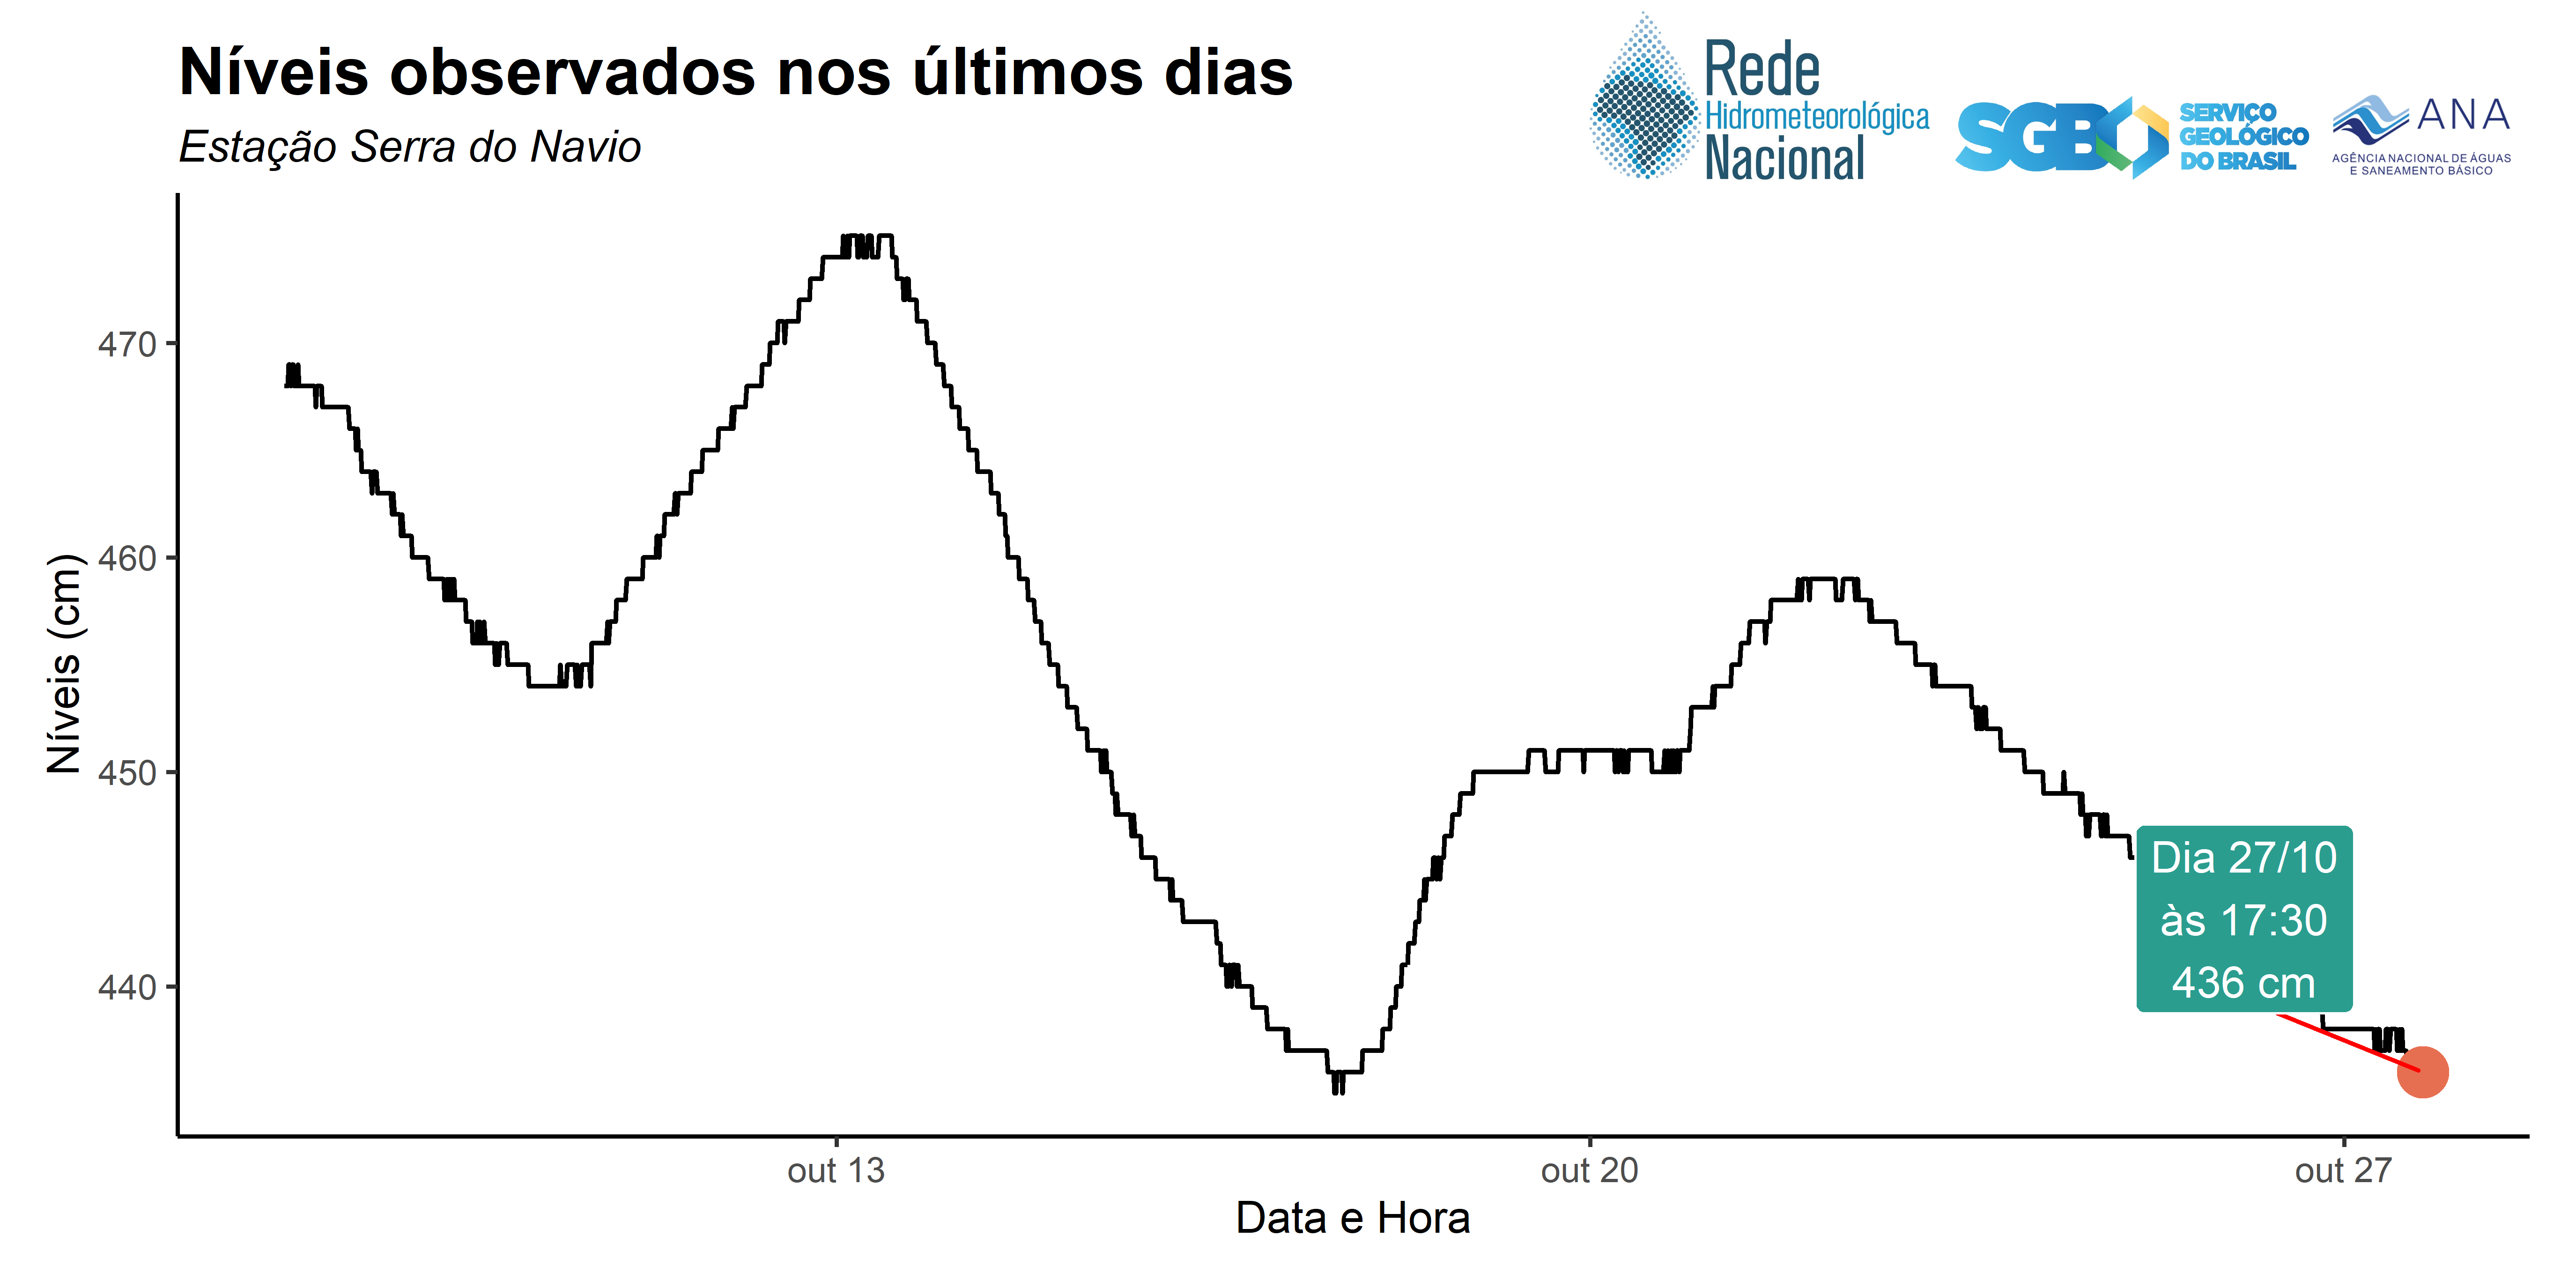 Níveis observados nos últimos dias
Estação Serra do Navio
Rede
Hidrometeorológica
Nacional
SGB
SERVIÇO
GEOLÓGICO
DO BRASIL
ANA
AGÊNCIA NACIONAL DE ÁGUAS
E SANEAMENTO BÁSICO
Níveis (cm)
470
460
450
440
Dia 27/10
às 17:30
436 cm
out 13
out 20
out 27
Data e Hora